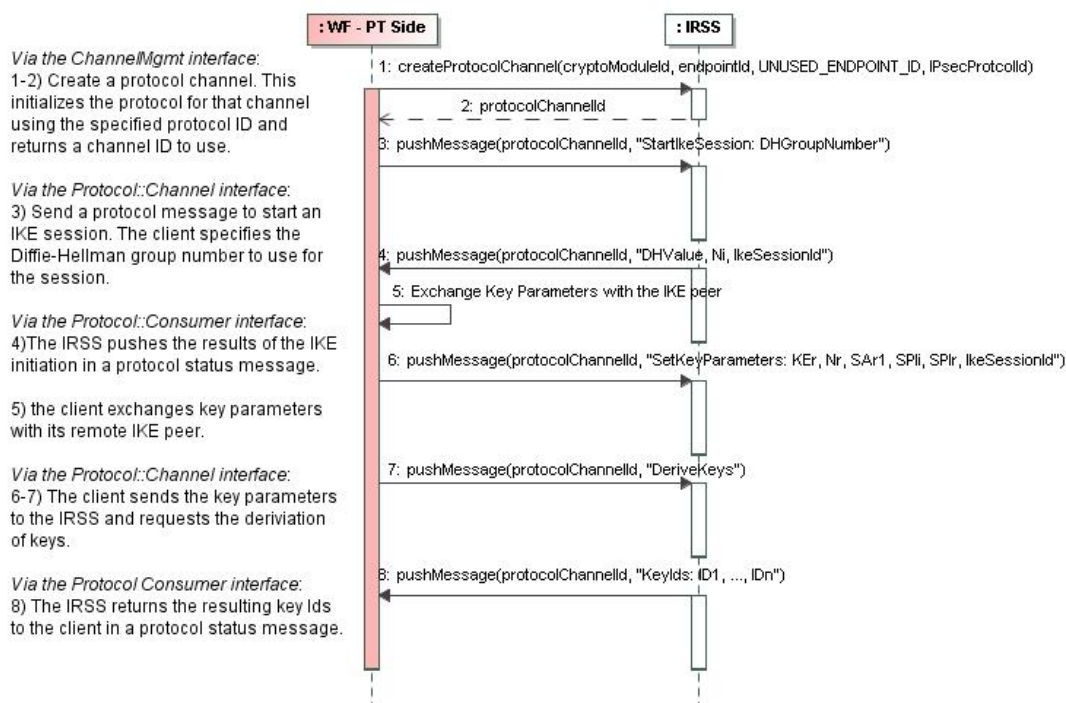 : WF - PT Side
: IRSS
Via the ChannelMgmt interface:
1-2) Create a protocol channel. This
initializes the protocol for that channel
using the specified protocol ID and
returns a channel ID to use.
Via the Protocol::Channel interface:
3) Send a protocol message to start an
IKE session. The client specifies the
Diffie-Hellman group number to use for
the session.
Via the Protocol::Consumer interface:
4)The IRSS pushes the results of the IKE
initiation in a protocol status message.
5) the client exchanges key parameters
with its remote IKE peer.
Via the Protocol::Channel interface:
6-7) The client sends the key parameters
to the IRSS and requests the deriviation
of keys.
Via the Protocol Consumer interface:
8) The IRSS returns the resulting key Ids
to the client in a protocol status message.
1: createProtocolChannel(cryptoModuleId, endpointId, UNUSED_ENDPOINT_ID, IPsecProtcolId)
2: protocolChannelId
3: pushMessage(protocolChannelId, "StartIkeSession: DHGroupNumber")
4: pushMessage(protocolChannelId, "DHValue, Ni, IkeSessionId")
5: Exchange Key Parameters with the IKE peer
6: pushMessage(protocolChannelId, "SetKeyParameters: KEr, Nr, SAr1, SPIi, SPIr, IkeSessionId")
7: pushMessage(protocolChannelId, "DeriveKeys")
8: pushMessage(protocolChannelId, "KeyIds: ID1, ..., IDn")